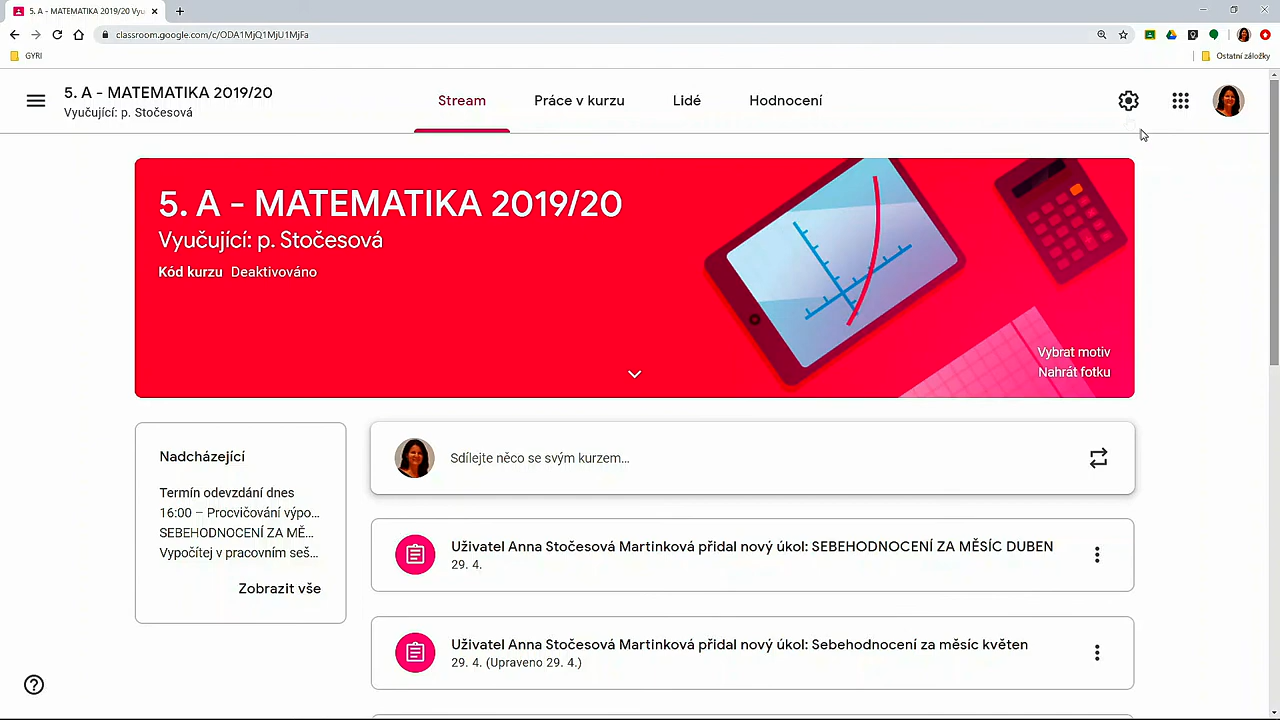 5. A - MATEMATIKA 2019/20 Vyu
classroom.google.com/c/ODA1MjQ1MjU1MjFa
GYRI
Ostatní záložky
5. A - MATEMATIKA 2019/20
Vyučující: p. Stočesová
Stream
Práce v kurzu
Lidé
Hodnocení
5. A - MATEMATIKA 2019/20
Vyučující: p. Stočesová
Kód kurzu Deaktivováno
Vybrat motiv
Nahrát fotku
Nadcházející
Termín odevzdání dnes
16:00 – Procvičování výpo...
SEBEHODNOCENÍ ZA MĚ...
Vypočítej v pracovním seš...
Zobrazit vše
Sdílejte něco se svým kurzem...
Uživatel Anna Stočesová Martinková přidal nový úkol: SEBEHODNOCENÍ ZA MĚSÍC DUBEN
29. 4.
Uživatel Anna Stočesová Martinková přidal nový úkol: Sebehodnocení za měsíc květen
29. 4. (Upraveno 29. 4.)